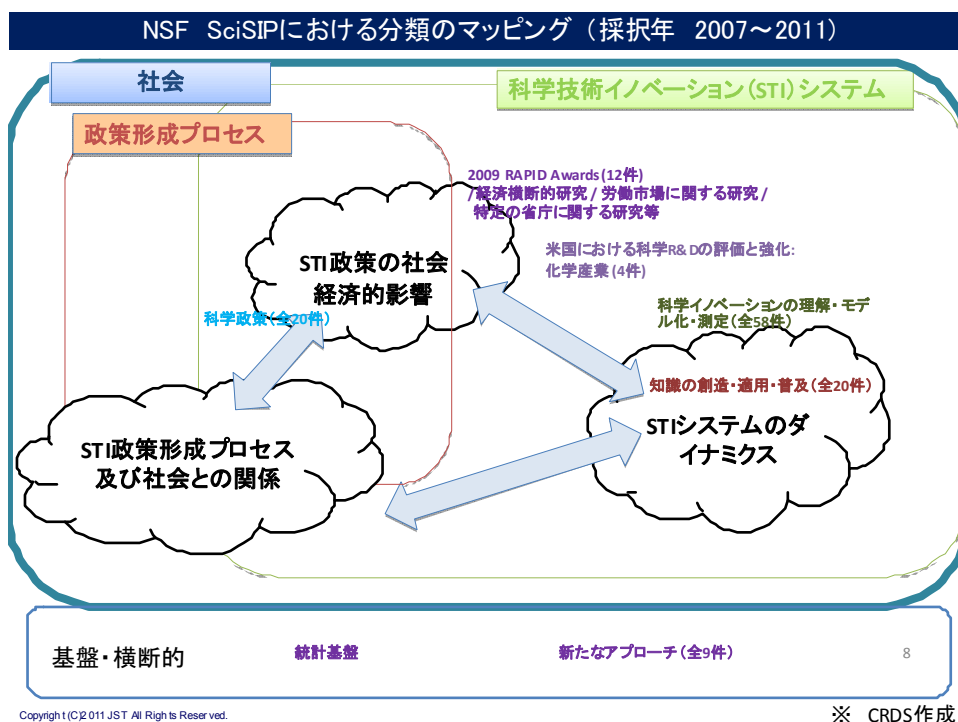 NSF SciSIPにおける分類のマッピング（採択年 2007～2011）
社会
科学技術イノベーション（STI）システム
政策形成プロセス
2009 RAPID Awards(12件)
/経済横断的研究 / 労働市場に関する研究 /
特定の省庁に関する研究等
STI政策の社会
経済的影響
米国における科学R&Dの評価と強化:
化学産業 (4件)
科学政策（全20件）
科学イノベーションの理解・モデ
ル化・測定（全58件）
知識の創造・適用・普及（全20件）
STIシステムのダ
イナミクス
STI政策形成プロセス
及び社会との関係
基盤・横断的
統計基盤
新たなアプローチ（全9件）
8
Copyright (C)2011 JST All Rights Reserved.
※ CRDS作成